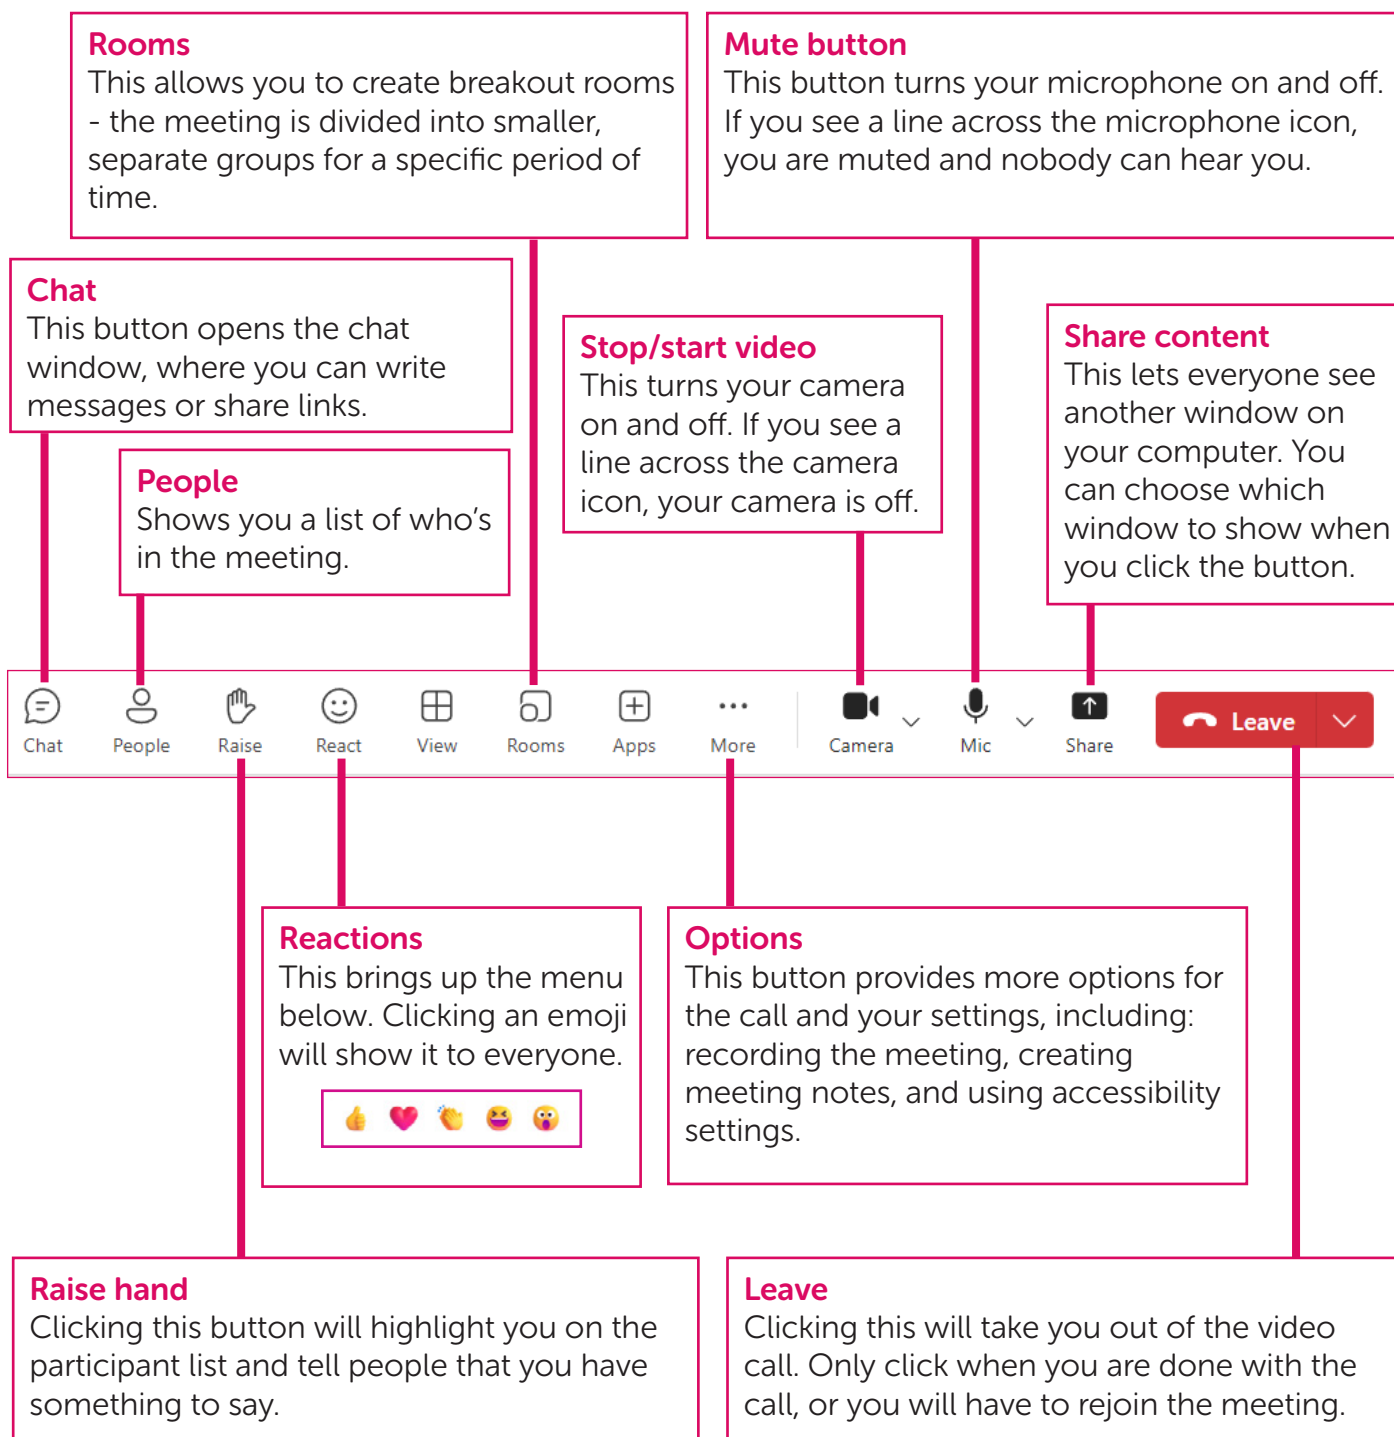 Rooms
This allows you to create breakout rooms
- the meeting is divided into smaller,
separate groups for a specific period of
time.
Mute button
This button turns your microphone on and off.
If you see a line across the microphone icon,
you are muted and nobody can hear you.
Chat
This button opens the chat
window, where you can write
messages or share links.
People
Shows you a list of who's
in the meeting.
Stop/start video
This turns your camera
on and off. If you see a
line across the camera
icon, your camera is off.
Share content
This lets everyone see
another window on
your computer. You
can choose which
window to show when
you click the button.
Chat
People
Raise
React
View
Rooms
Apps
More
Camera
Mic
Share
Leave
Reactions
This brings up the menu
below. Clicking an emoji
will show it to everyone.
Options
This button provides more options for
the call and your settings, including:
recording the meeting, creating
meeting notes, and using accessibility
settings.
Raise hand
Clicking this button will highlight you on the
participant list and tell people that you have
something to say.
Leave
Clicking this will take you out of the video
call. Only click when you are done with the
call, or you will have to rejoin the meeting.